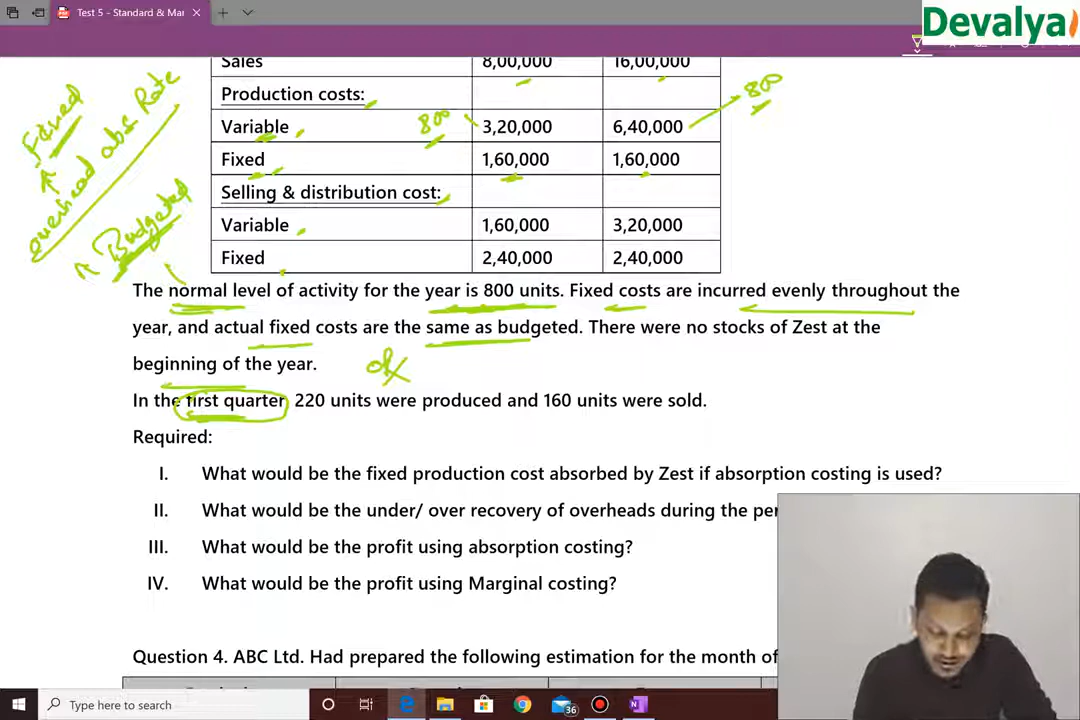 Test 5 - Standard & Mar
Devalya
Sales 8,00,000 16,00,000
Production costs:
800
Variable 3,20,000 6,40,000
800
Fixed 1,60,000 1,60,000
Selling & distribution cost:
Variable 1,60,000 3,20,000
Fixed 2,40,000 2,40,000
Fixed
overhead abs Rate
Budgeted
The normal level of activity for the year is 800 units. Fixed costs are incurred evenly throughout the
year, and actual fixed costs are the same as budgeted. There were no stocks of Zest at the
beginning of the year.
In the first quarter 220 units were produced and 160 units were sold.
Required:
I. What would be the fixed production cost absorbed by Zest if absorption costing is used?
II. What would be the under/ over recovery of overheads during the per
III. What would be the profit using absorption costing?
IV. What would be the profit using Marginal costing?
Question 4. ABC Ltd. Had prepared the following estimation for the month of
Type here to search
36